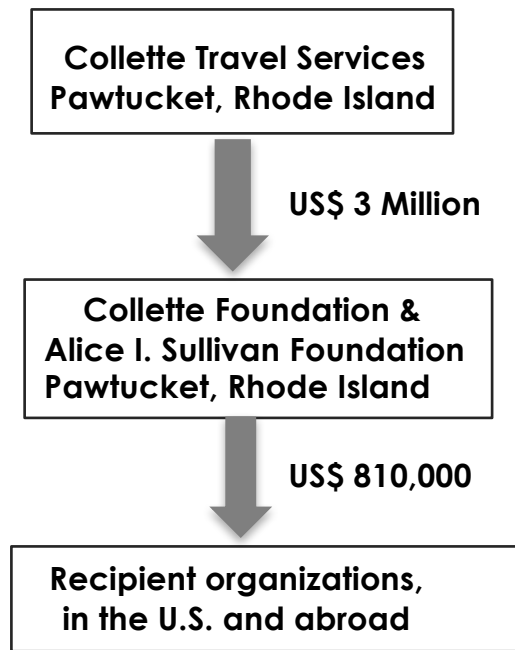 Collette Travel Services
Pawtucket, Rhode Island
US$ 3 Million
Collette Foundation &
Alice I. Sullivan Foundation
Pawtucket, Rhode Island
US$ 810,000
Recipient organizations,
in the U.S. and abroad